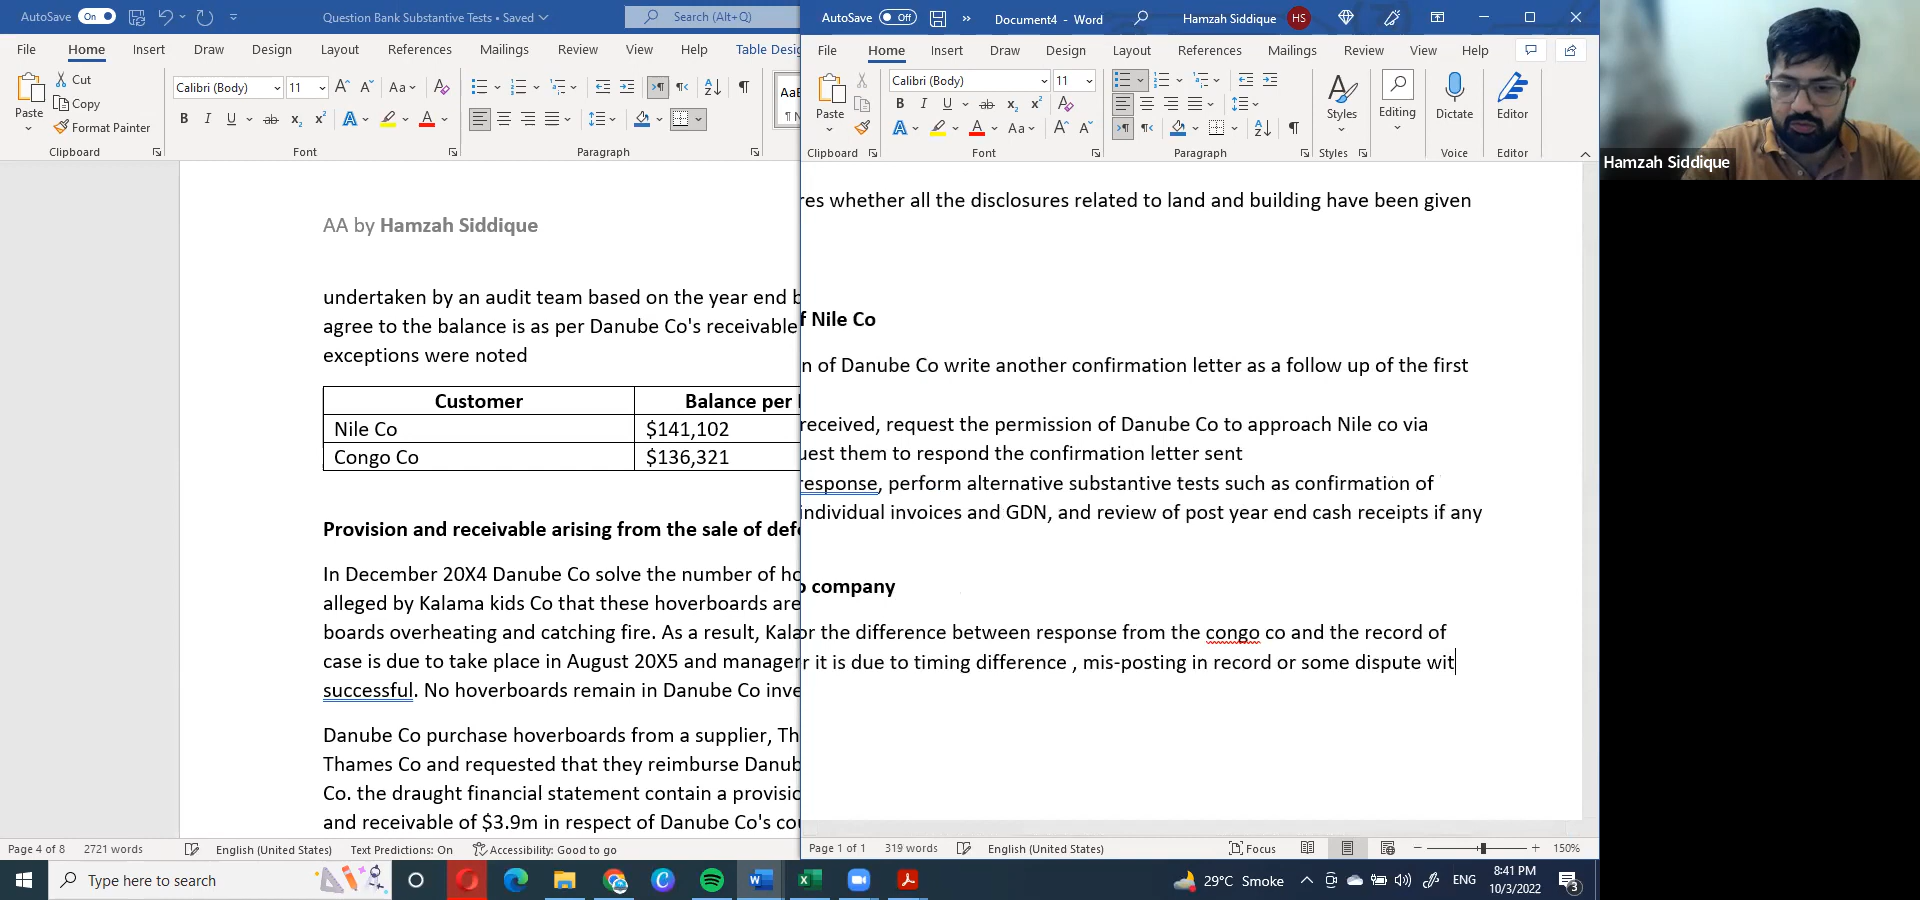 AutoSave On Question Bank Substantive Tests • Saved Search (Alt+Q)
File Home Insert Draw Design Layout References Mailings Review View Help Table Desi
Calibri (Body) 11
Paste Cut Copy Format Painter
Clipboard Font Paragraph
AA by Hamzah Siddique
undertaken by an audit team based on the year end b
agree to the balance is as per Danube Co's receivable
exceptions were noted
Customer Balance per
Nile Co $141,102
Congo Co $136,321
Provision and receivable arising from the sale of defe
In December 20X4 Danube Co solve the number of ho
alleged by Kalama kids Co that these hoverboards are
boards overheating and catching fire. As a result, Kala
case is due to take place in August 20X5 and manager
successful. No hoverboards remain in Danube Co inve
Danube Co purchase hoverboards from a supplier, Th
Thames Co and requested that they reimburse Danub
Co. the draught financial statement contain a provisio
and receivable of $3.9m in respect of Danube Co's cou
Page 4 of 8 2721 words English (United States) Text Predictions: On Accessibility: Good to go
AutoSave Off Document4 - Word Hamzah Siddique HS
File Home Insert Draw Design Layout References Mailings Review View Help
Calibri (Body) 11
Paste Styles Editing Dictate Editor
Clipboard Font Paragraph Styles Voice Editor
res whether all the disclosures related to land and building have been given
f Nile Co
n of Danube Co write another confirmation letter as a follow up of the first
received, request the permission of Danube Co to approach Nile co via
uest them to respond the confirmation letter sent
response, perform alternative substantive tests such as confirmation of
individual invoices and GDN, and review of post year end cash receipts if any
o company
or the difference between response from the congo co and the record of
r it is due to timing difference , mis-posting in record or some dispute wit
Page 1 of 1 319 words English (United States) Focus 150%
Hamzah Siddique
Type here to search 29°C Smoke ENG 8:41 PM
10/3/2022 3